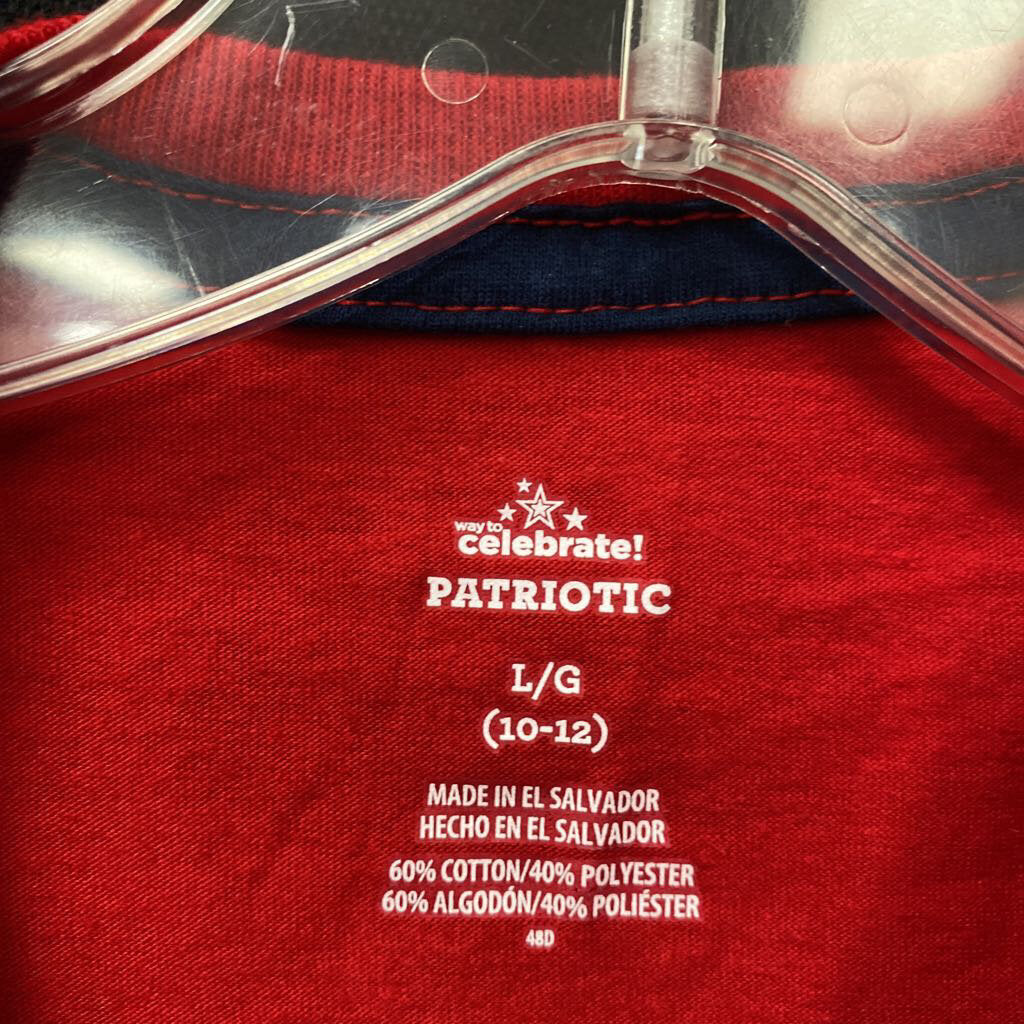 way to
celebrate!
PATRIOTIC
L/G
(10-12)
MADE IN EL SALVADOR
HECHO EN EL SALVADOR
60% COTTON/40% POLYESTER
60% ALGODÓN/40% POLIÉSTER
48D